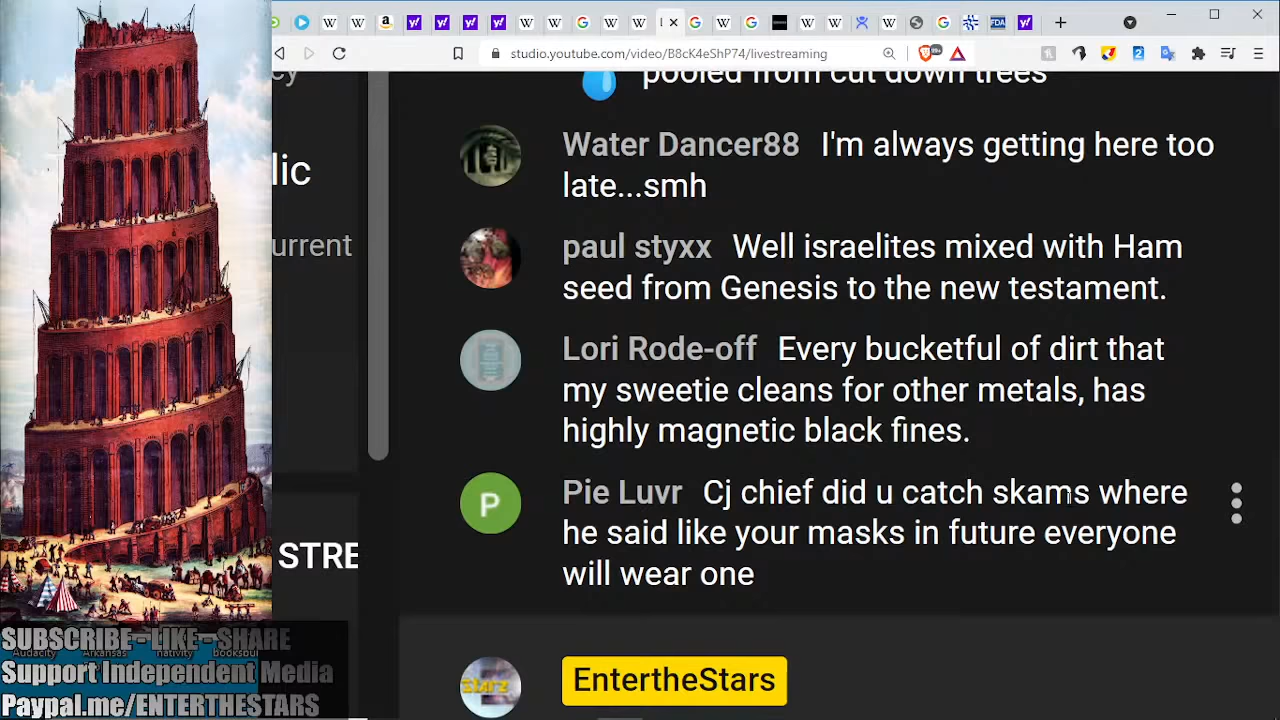 studio.youtube.com/video/B8cK4eShP74/livestreaming
pooled from cut down trees
Water Dancer88 I'm always getting here too
late...smh
lic
paul styxx Well israelites mixed with Ham
urrent
seed from Genesis to the new testament.
Lori Rode-off Every bucketful of dirt that
my sweetie cleans for other metals, has
highly magnetic black fines.
Pie Luvr Cj chief did u catch skams where
P
he said like your masks in future everyone
STRE
will wear one
SUBSCRIBE - LIKE - SHARE
Audacity Arkansas nativity
Support Independent Media
Paypal.me/ENTERTHESTARS
EntertheStars